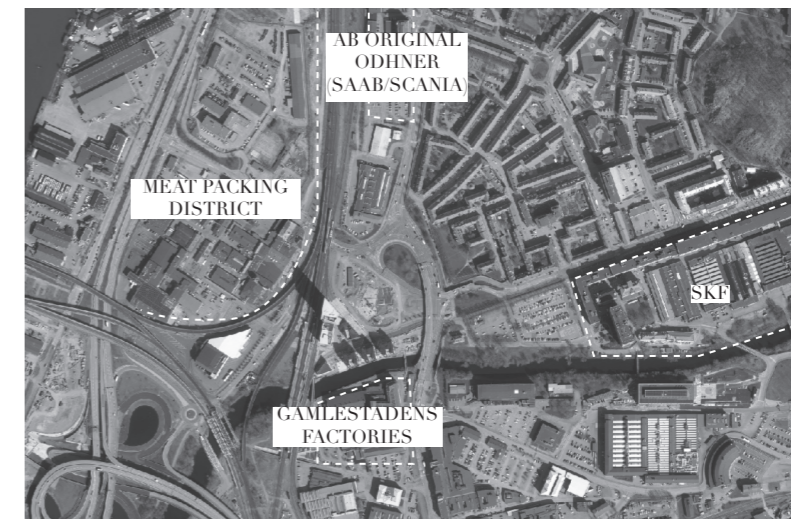 AB ORIGINAL
ODHNER
(SAAB/SCANIA)
MEAT PACKING
DISTRICT
SKF
GAMLESTADENS
FACTORIES